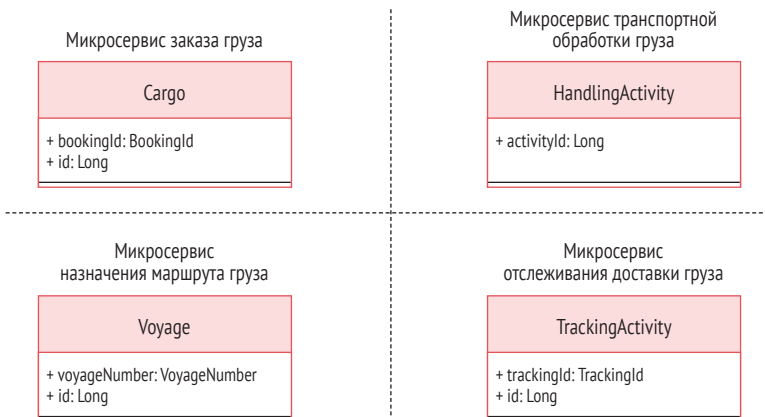 Микросервис заказа груза
Cargo
+ bookingId: BookingId
+ id: Long
Микросервис транспортной
обработки груза
HandlingActivity
+ activityId: Long
Микросервис
назначения маршрута груза
Voyage
+ voyageNumber: VoyageNumber
+ id: Long
Микросервис
отслеживания доставки груза
TrackingActivity
+ trackingId: TrackingId
+ id: Long